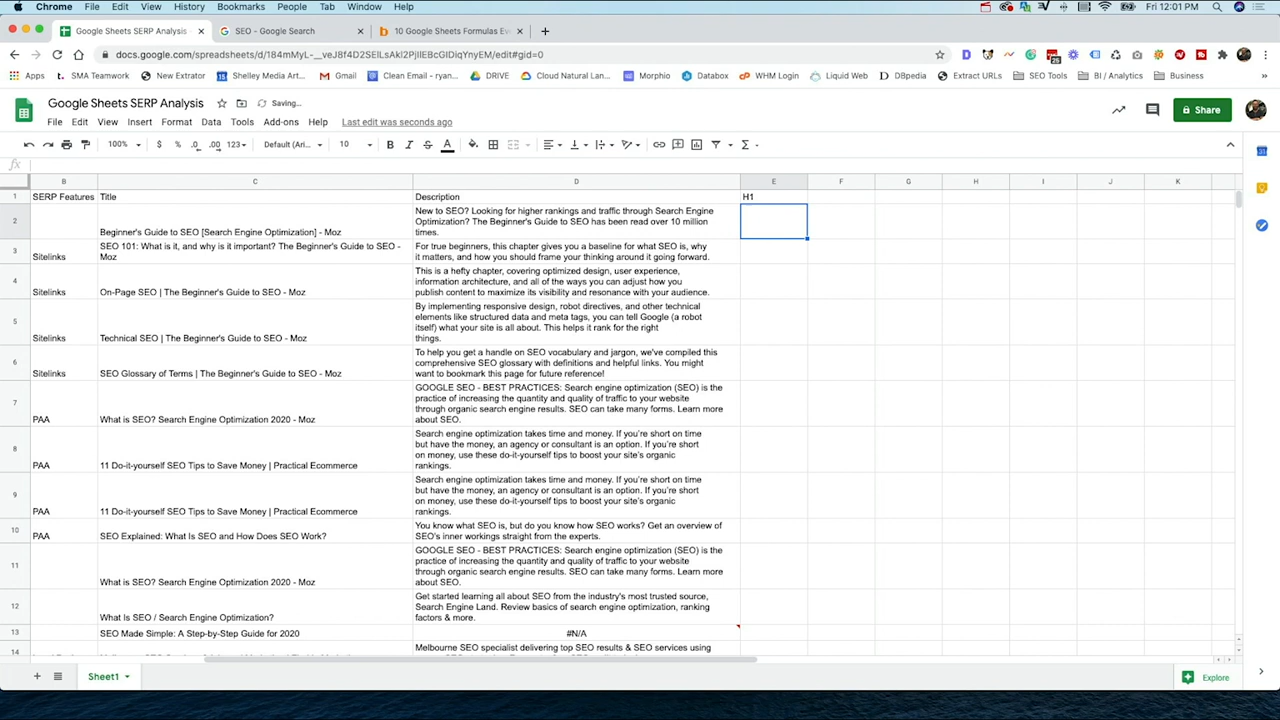 Chrome File Edit View History Bookmarks People Tab Window Help Fri 12:01 PM
Google Sheets SERP Analysis SEO - Google Search 10 Google Sheets Formulas Ev
Apps SMA Teamwork New Extrator Shelley Media Art... Gmail Clean Email - ryan... DRIVE Cloud Natural Lan... Morphio Databox WHM Login Liquid Web DBpedia Extract URLs SEO Tools BI / Analytics Business
Google Sheets SERP Analysis Saving...
Share
File Edit View Insert Format Data Tools Add-ons Help Last edit was seconds ago
100% $ % .0 .00 123 Default (Ari... 10 B I S A
fx
B C D E F G H I J K
1 SERP Features Title Description H1
New to SEO? Looking for higher rankings and traffic through Search Engine
2 Optimization? The Beginner's Guide to SEO has been read over 10 million
Beginner's Guide to SEO [Search Engine Optimization] - Moz times.
SEO 101: What is it, and why is it important? The Beginner's Guide to SEO - For true beginners, this chapter gives you a baseline for what SEO is, why
3 Sitelinks Moz it matters, and how you should frame your thinking around it going forward.
This is a hefty chapter, covering optimized design, user experience,
4 information architecture, and all of the ways you can adjust how you
Sitelinks On-Page SEO | The Beginner's Guide to SEO - Moz publish content to maximize its visibility and resonance with your audience.
By implementing responsive design, robot directives, and other technical
5 elements like structured data and meta tags, you can tell Google (a robot
itself) what your site is all about. This helps it rank for the right
Sitelinks Technical SEO | The Beginner's Guide to SEO - Moz things.
To help you get a handle on SEO vocabulary and jargon, we've compiled this
6 comprehensive SEO glossary with definitions and helpful links. You might
Sitelinks SEO Glossary of Terms | The Beginner's Guide to SEO - Moz want to bookmark this page for future reference!
GOOGLE SEO - BEST PRACTICES: Search engine optimization (SEO) is the
7 practice of increasing the quantity and quality of traffic to your website
through organic search engine results. SEO can take many forms. Learn more
PAA What is SEO? Search Engine Optimization 2020 - Moz about SEO.
Search engine optimization takes time and money. If you're short on time
8 but have the money, an agency or consultant is an option. If you're short
on money, use these do-it-yourself tips to boost your site's organic
PAA 11 Do-it-yourself SEO Tips to Save Money | Practical Ecommerce rankings.
Search engine optimization takes time and money. If you're short on time
9 but have the money, an agency or consultant is an option. If you're short
on money, use these do-it-yourself tips to boost your site's organic
PAA 11 Do-it-yourself SEO Tips to Save Money | Practical Ecommerce rankings.
10 You know what SEO is, but do you know how SEO works? Get an overview of
PAA SEO Explained: What Is SEO and How Does SEO Work? SEO's inner workings straight from the experts.
GOOGLE SEO - BEST PRACTICES: Search engine optimization (SEO) is the
11 practice of increasing the quantity and quality of traffic to your website
through organic search engine results. SEO can take many forms. Learn more
What is SEO? Search Engine Optimization 2020 - Moz about SEO.
Get started learning all about SEO from the industry's most trusted source,
12 Search Engine Land. Review basics of search engine optimization, ranking
What Is SEO / Search Engine Optimization? factors & more.
13 SEO Made Simple: A Step-by-Step Guide for 2020 #N/A
14 Melbourne SEO specialist delivering top SEO results & SEO services using
Sheet1 Explore